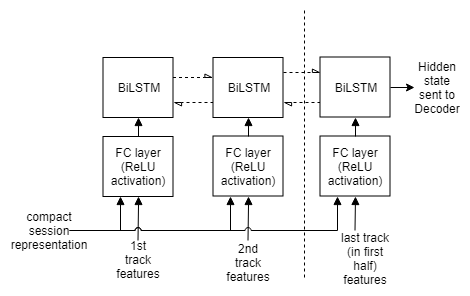 BiLSTM
BiLSTM
BiLSTM
Hidden
state
sent to
Decoder
FC layer
(ReLU
activation)
FC layer
(ReLU
activation)
FC layer
(ReLU
activation)
compact
session
representation
1st
track
features
2nd
track
features
last track
(in first
half)
features